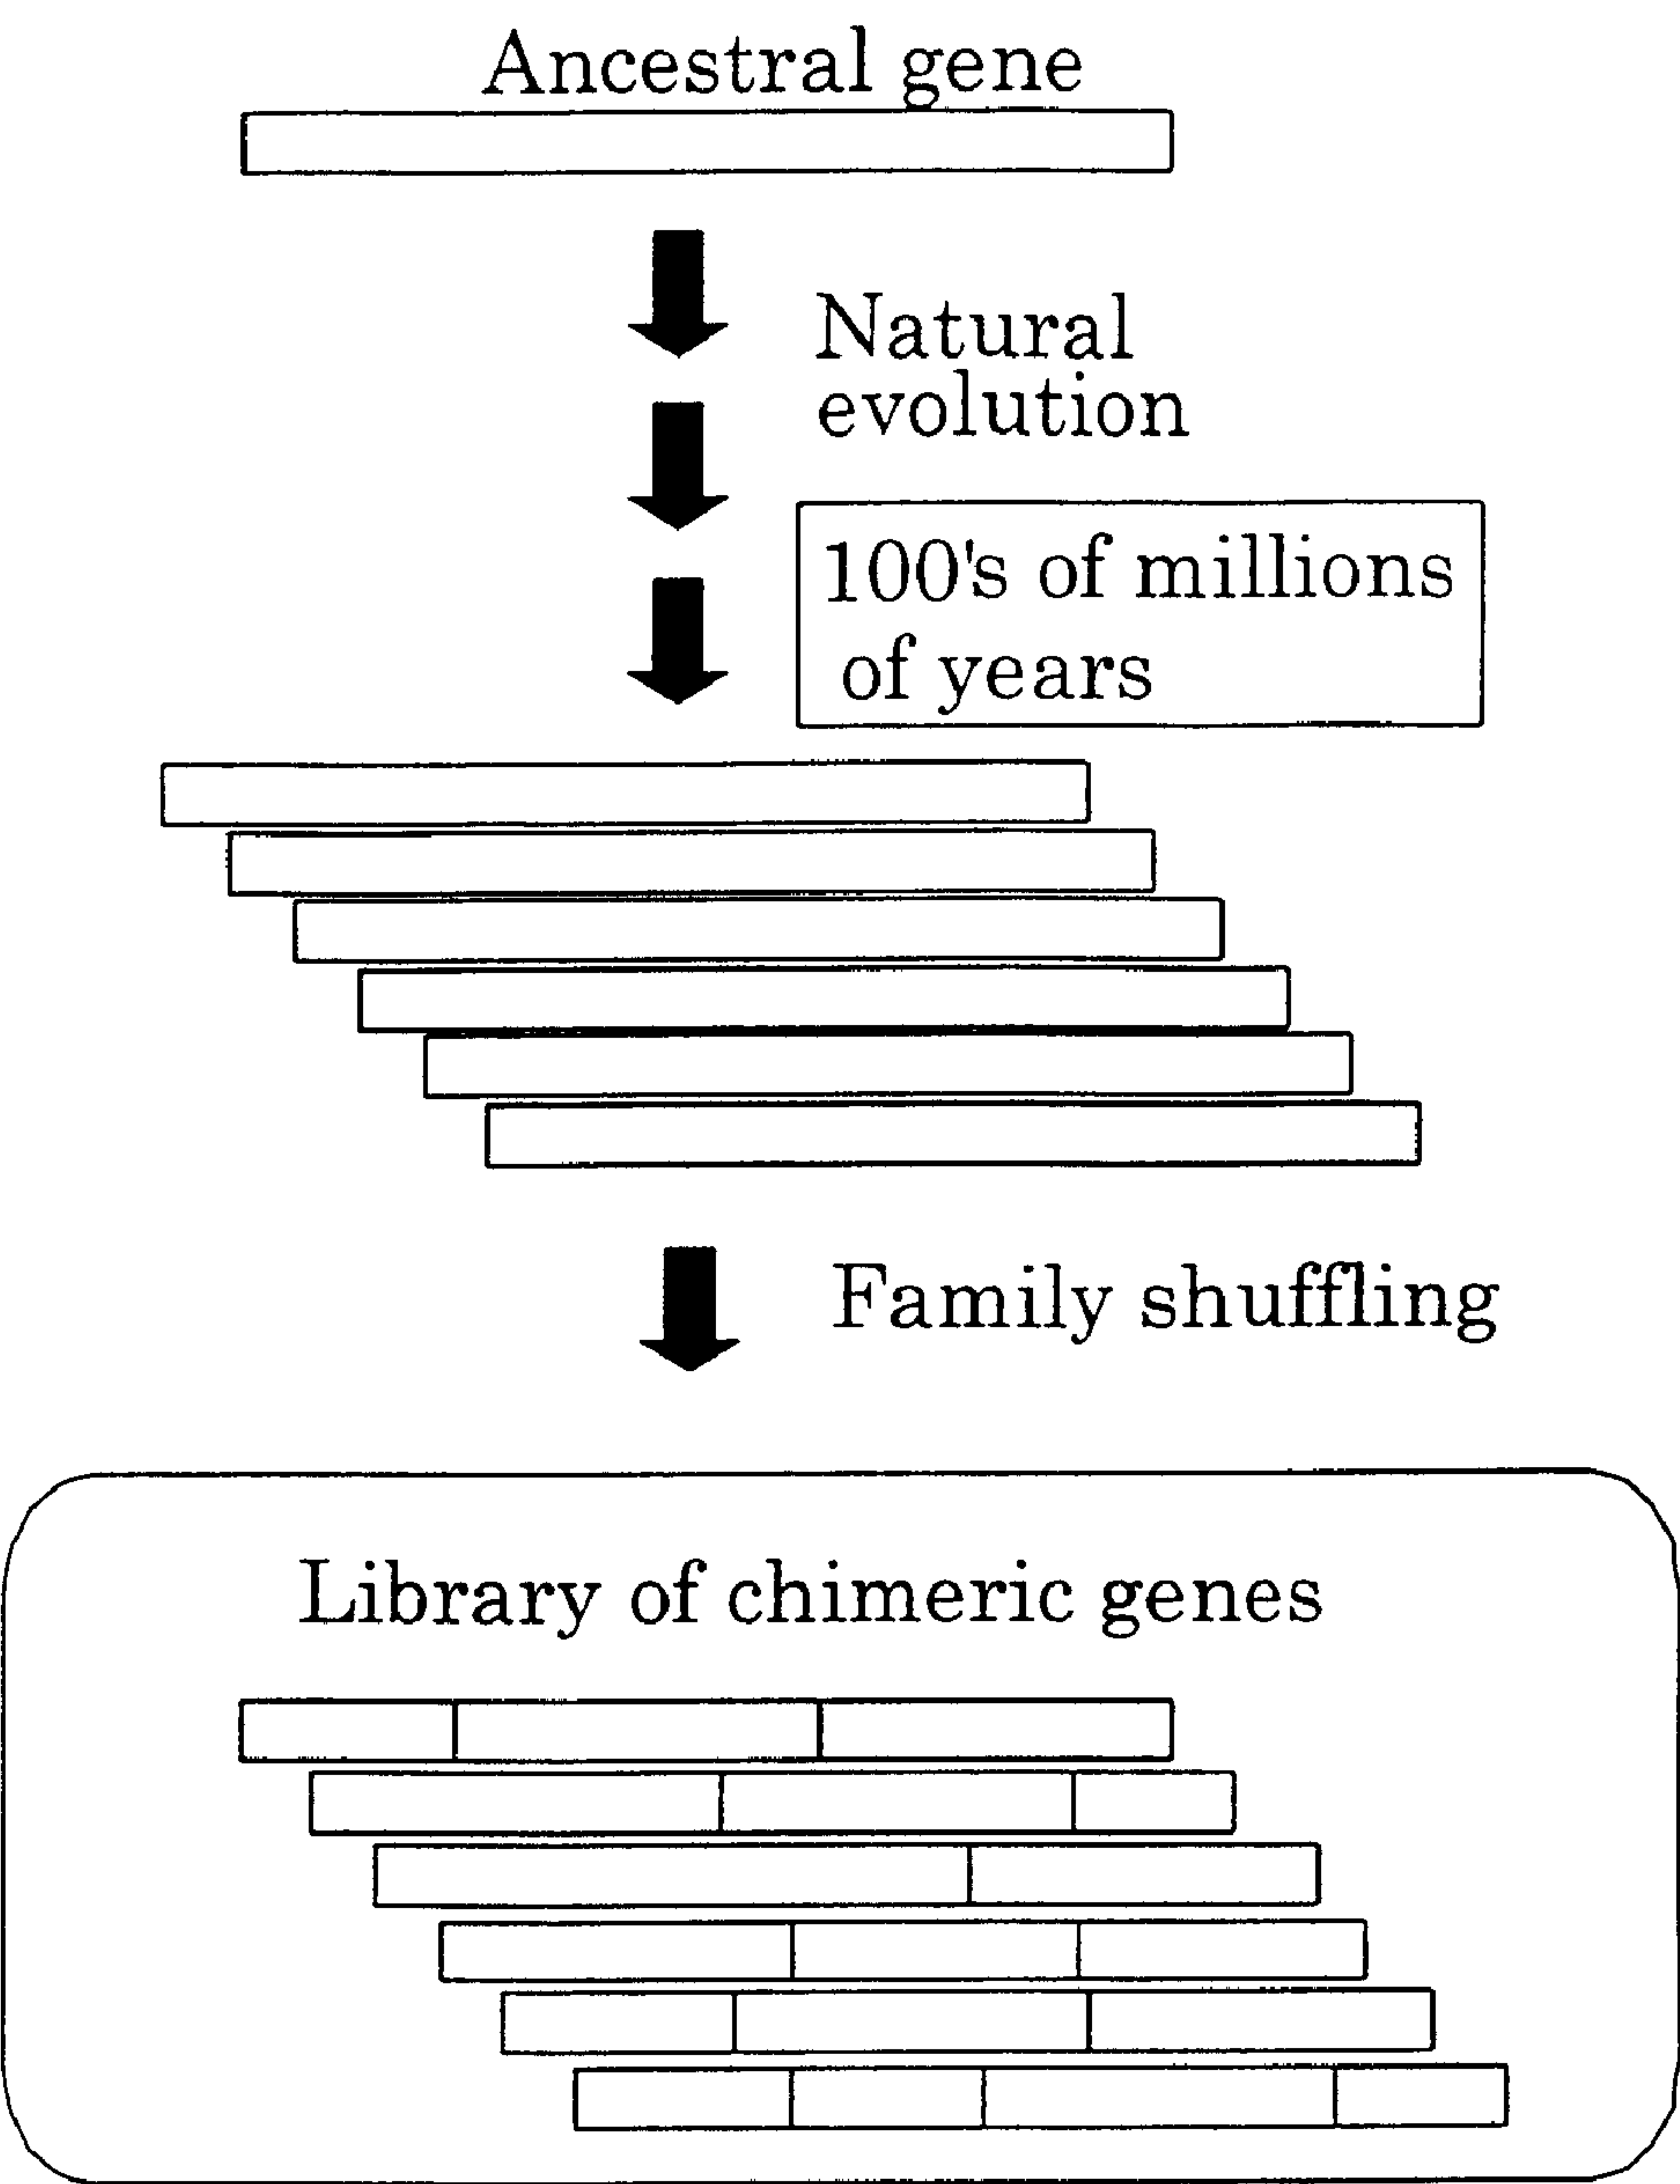 Ancestral gene
Natural
evolution
100's of millions
of years
Family shuffling
Library of chimeric genes